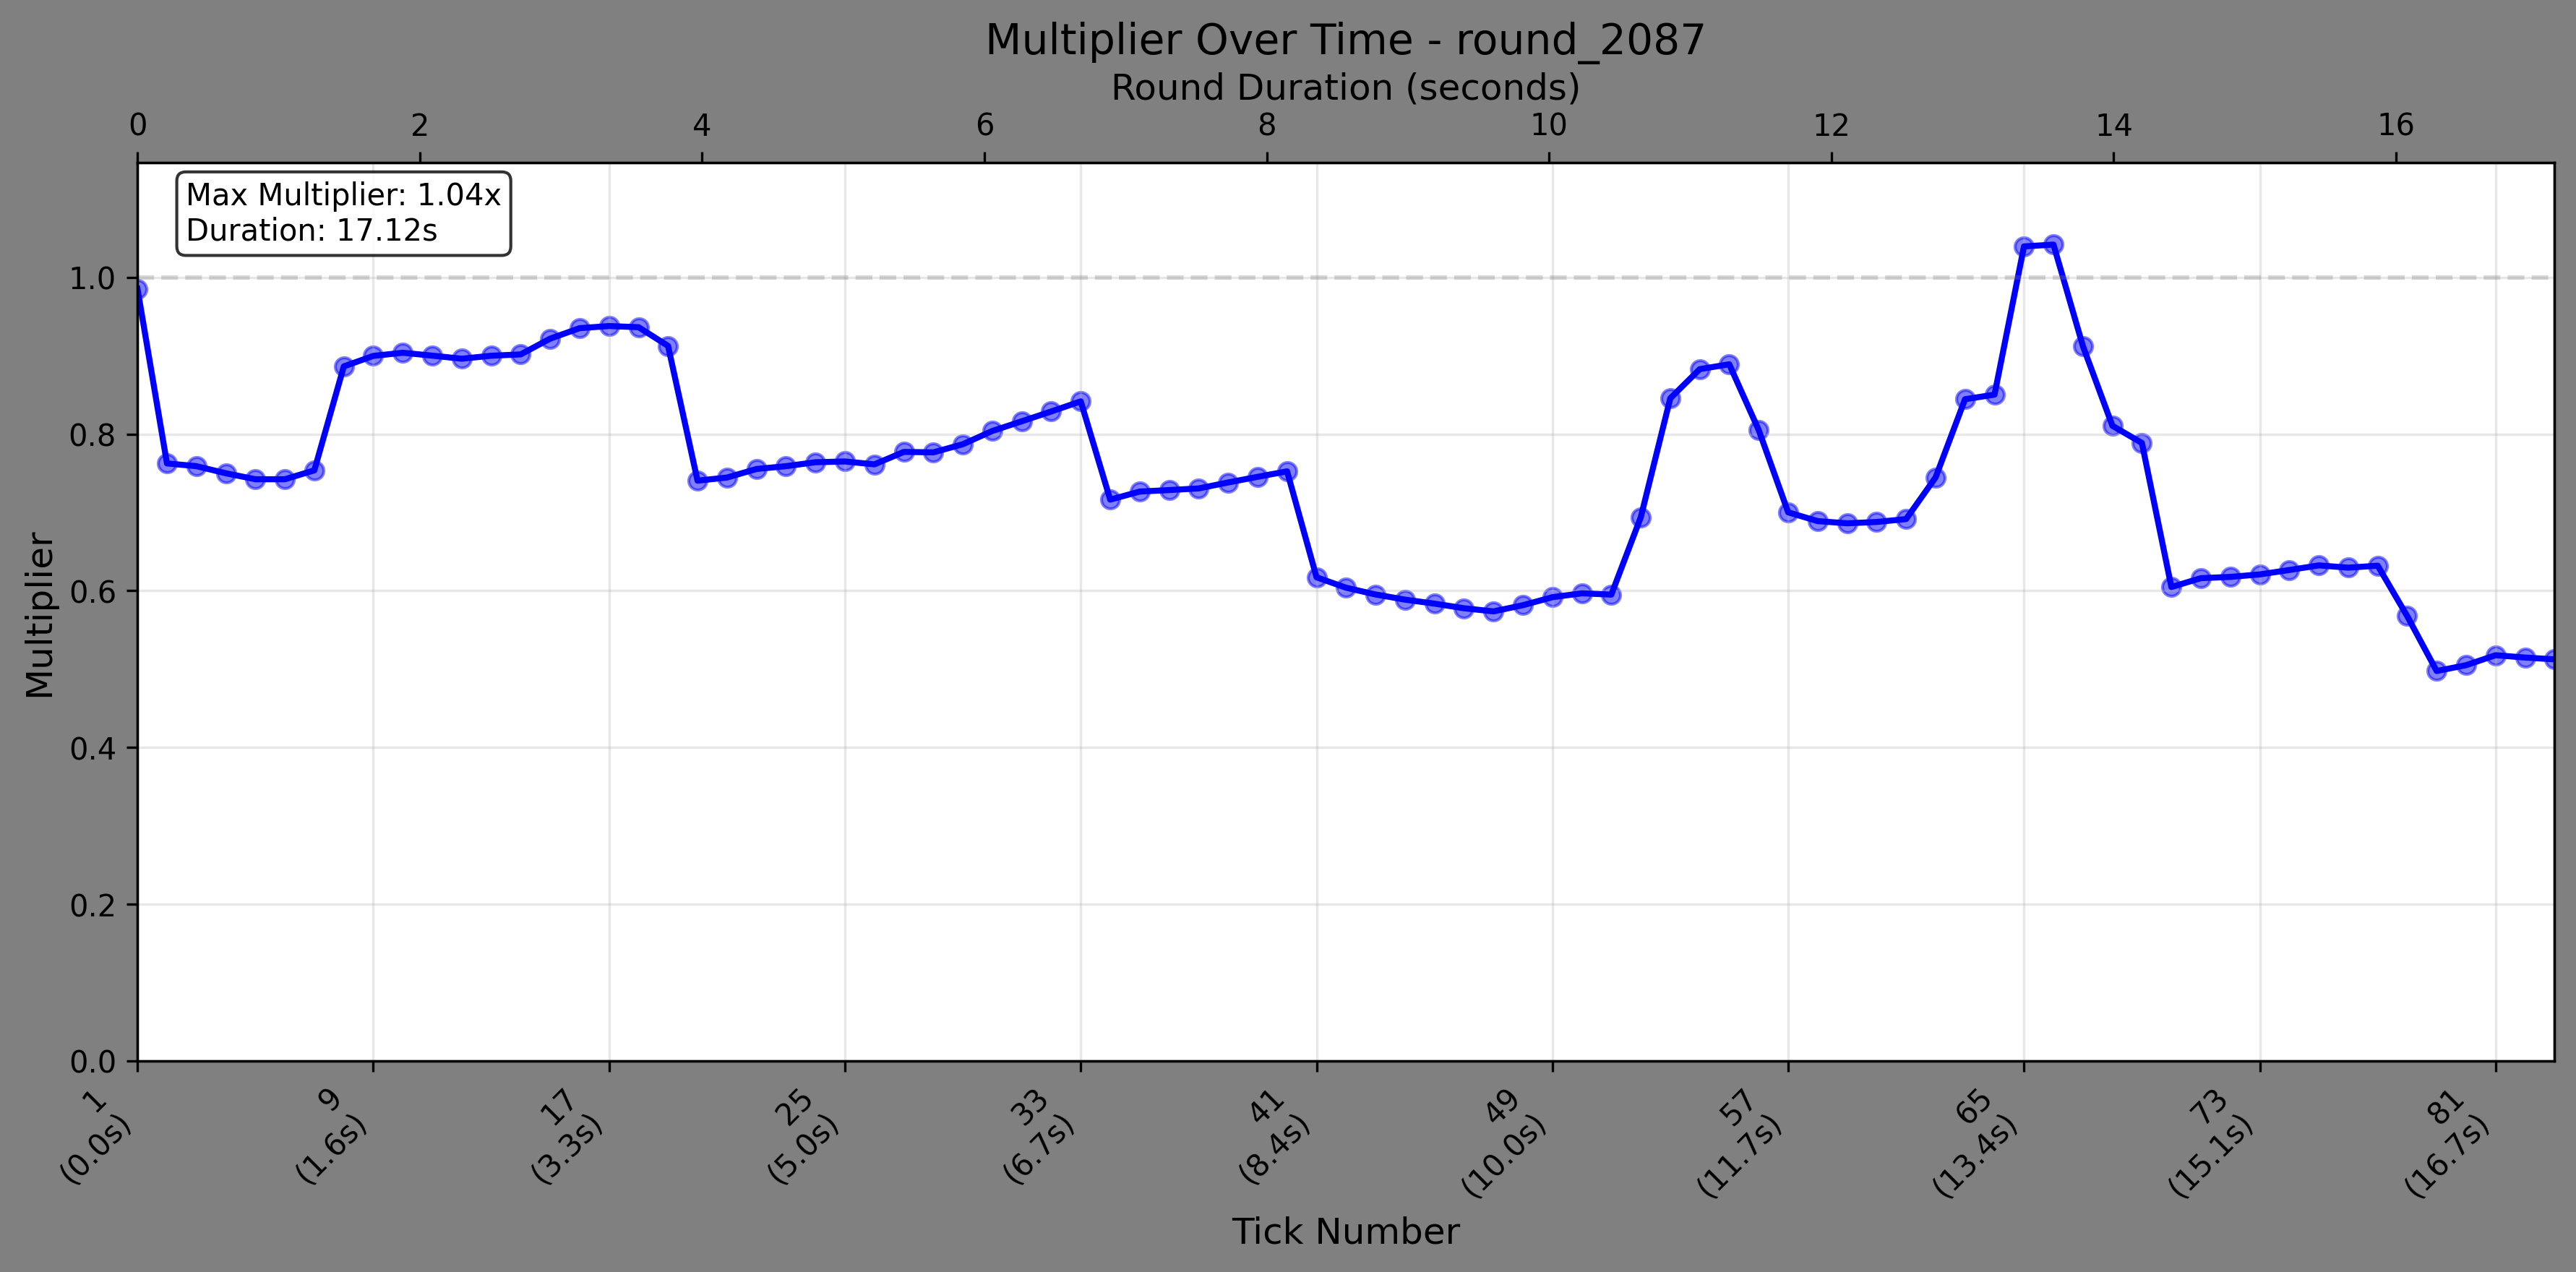 Multiplier Over Time - round_2087
Round Duration (seconds)
0 2 4 6 8 10 12 14 16
Max Multiplier: 1.04x
Duration: 17.12s
Multiplier
1.0
0.8
0.6
0.4
0.2
0.0
1
(0.0s)
9
(1.6s)
17
(3.3s)
25
(5.0s)
33
(6.7s)
41
(8.4s)
49
(10.0s)
57
(11.7s)
65
(13.4s)
73
(15.1s)
81
(16.7s)
Tick Number